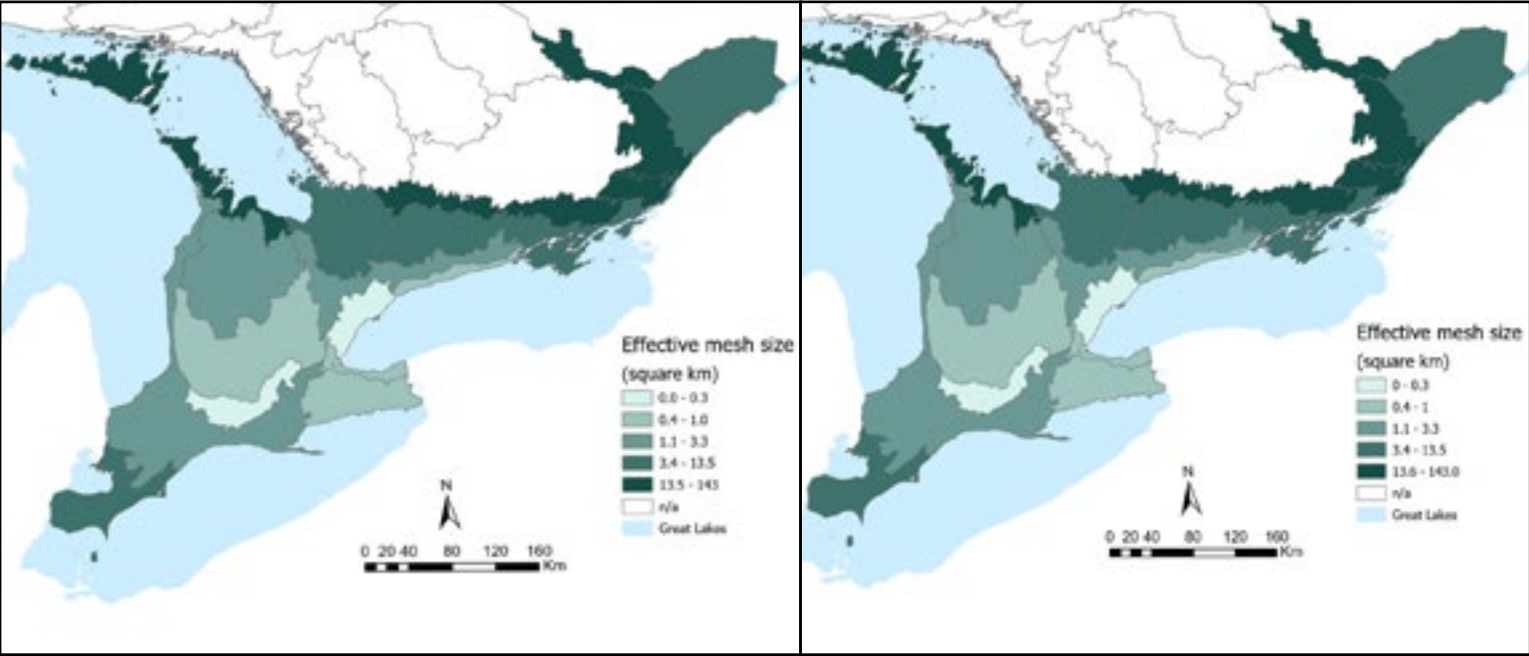 Effective mesh size
(square km)
0.0 - 0.3
0.4 - 1.0
1.1 - 3.3
3.4 - 13.5
13.5 - 143
n/a
Great Lakes
N
0 20 40 80 120 160
Km
Effective mesh size
(square km)
0 - 0.3
0.4 - 1
1.1 - 3.3
3.4 - 13.5
13.6 - 143.0
n/a
Great Lakes
N
0 20 40 80 120 160
Km